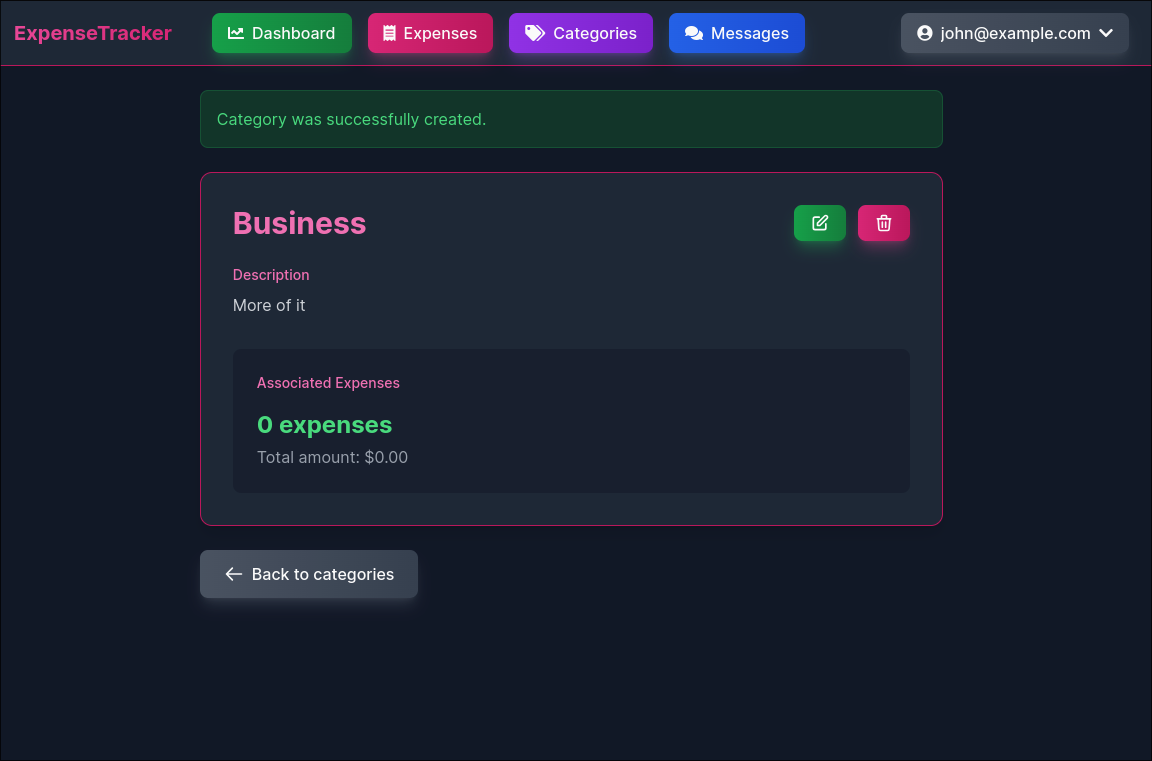 ExpenseTracker Dashboard Expenses Categories Messages john@example.com
Category was successfully created.
Business
Description
More of it
Associated Expenses
0 expenses
Total amount: $0.00
Back to categories